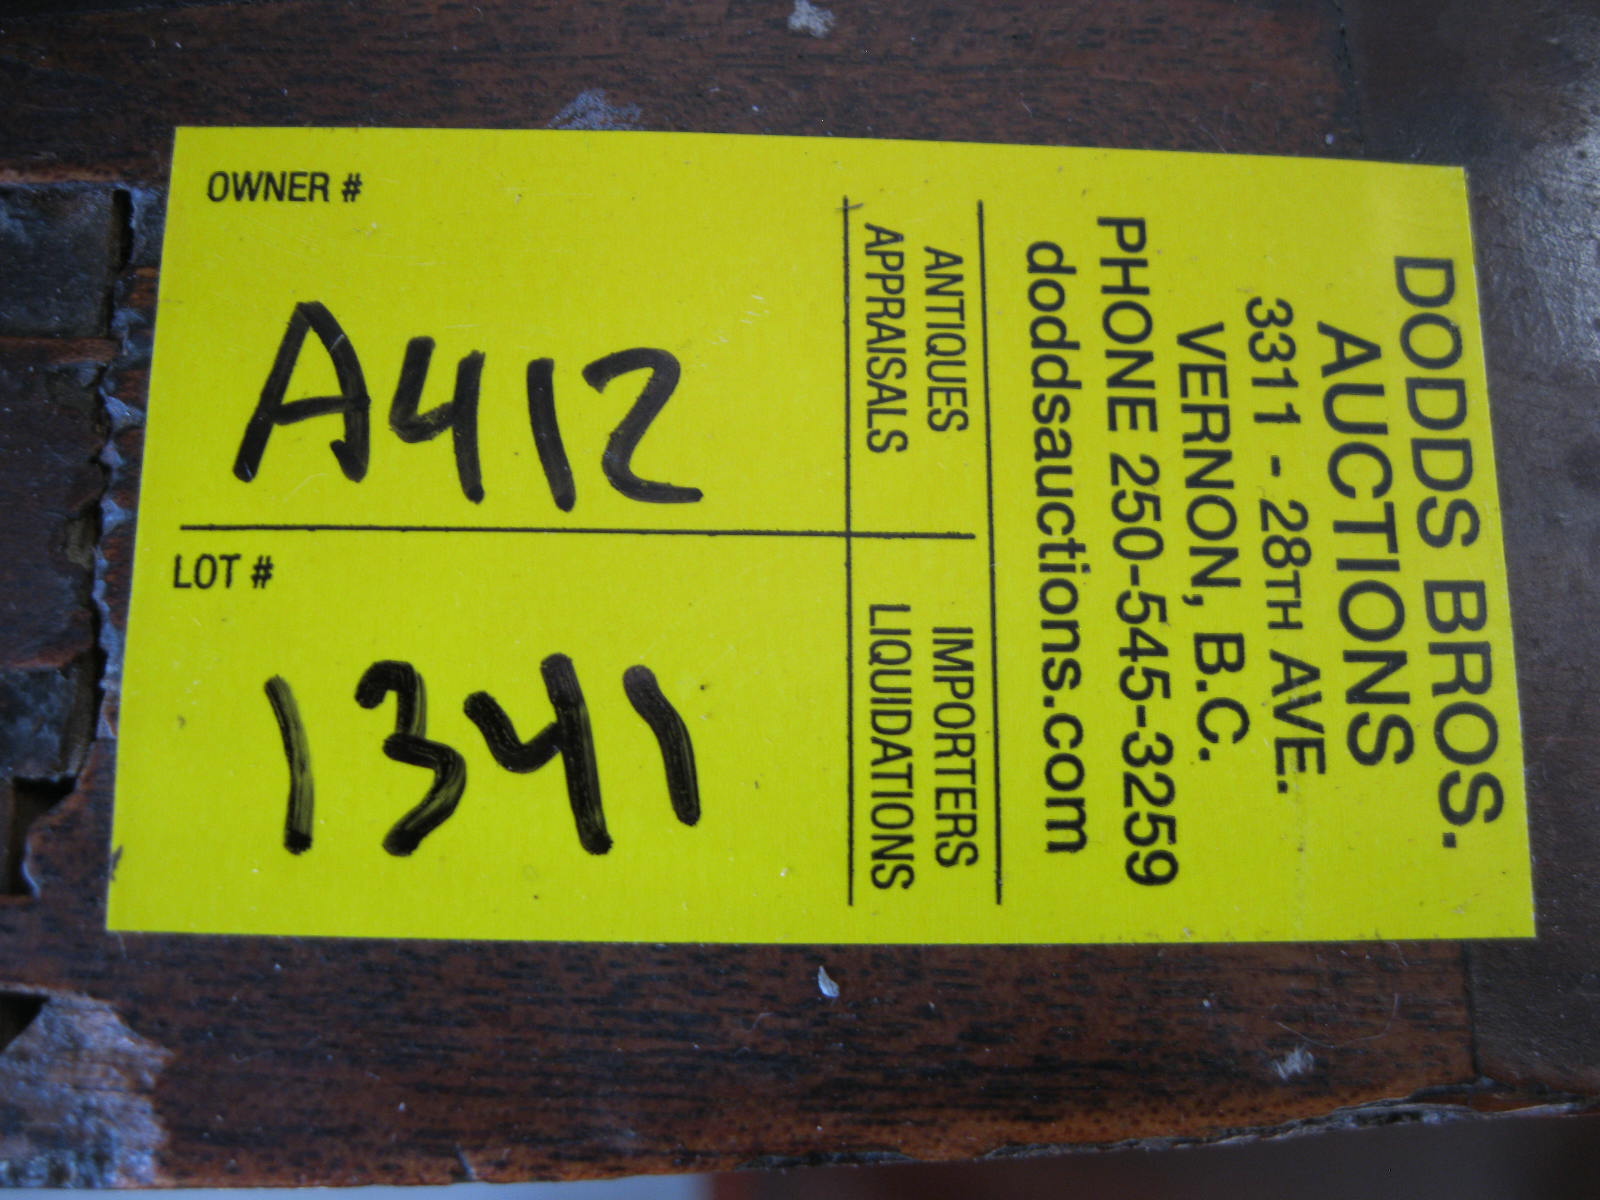 DODDS BROS.
AUCTIONS
3311 - 28TH AVE.
VERNON, B.C.
PHONE 250-545-3259
doddsauctions.com
ANTIQUES
APPRAISALS
IMPORTERS
LIQUIDATIONS
OWNER #
A412
LOT #
1341